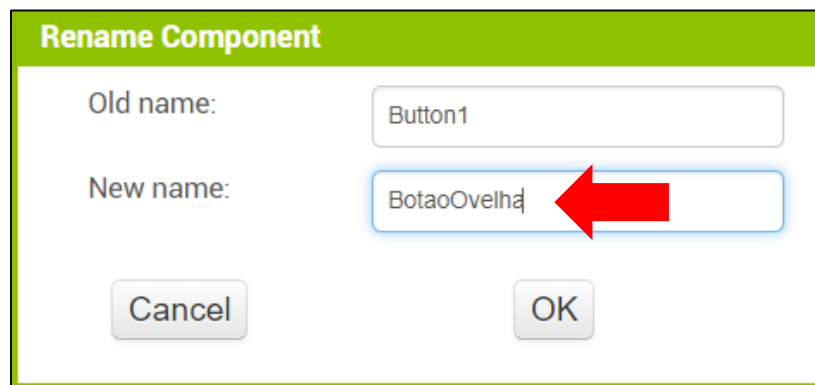 Rename Component
Old name: Button1
New name: BotaoOvelha
Cancel OK